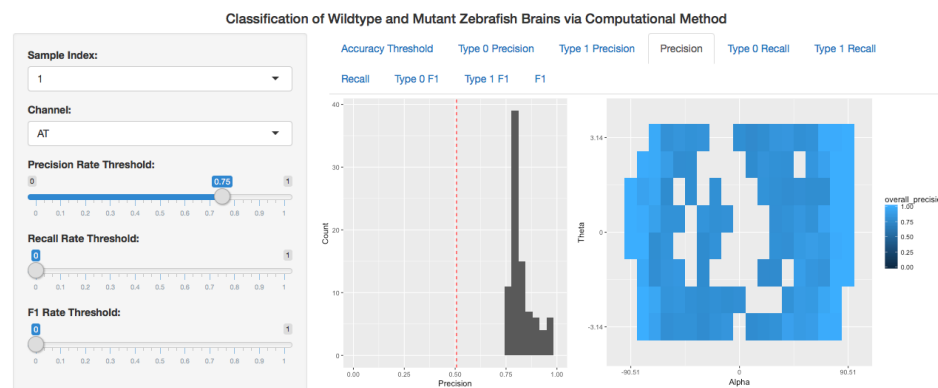 Classification of Wildtype and Mutant Zebrafish Brains via Computational Method
Sample Index:
1
Channel:
AT
Precision Rate Threshold:
0 0.75 1
0 0.1 0.2 0.3 0.4 0.5 0.6 0.7 0.8 0.9 1
Recall Rate Threshold:
0 1
0 0.1 0.2 0.3 0.4 0.5 0.6 0.7 0.8 0.9 1
F1 Rate Threshold:
0 1
0 0.1 0.2 0.3 0.4 0.5 0.6 0.7 0.8 0.9 1
Accuracy Threshold Type 0 Precision Type 1 Precision Precision Type 0 Recall Type 1 Recall
Recall Type 0 F1 Type 1 F1 F1
40
30
20
10
0
Count
0.00 0.25 0.50 0.75 1.00
Precision
3.14
0
-3.14
Theta
-90.51 0 90.51
Alpha
overall_precisio
1.00
0.75
0.50
0.25
0.00